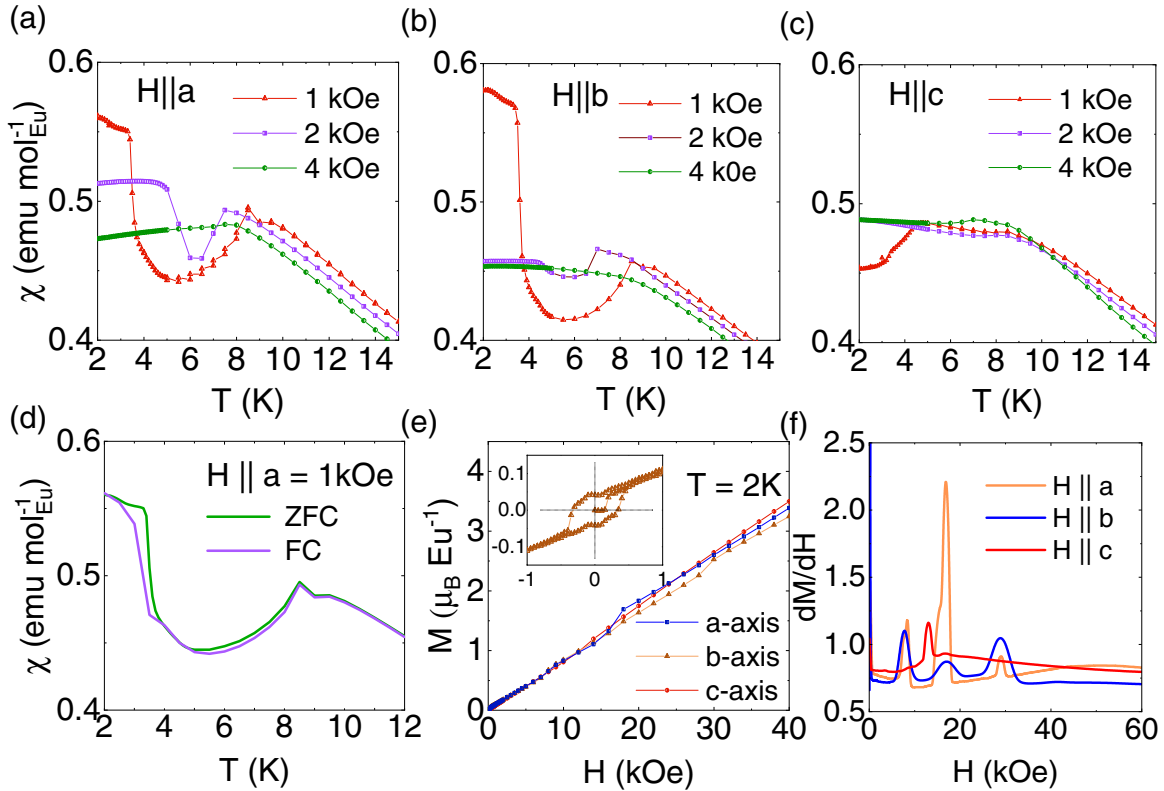 (a)
0.6
0.5
0.4
χ (emu mol⁻¹Eu)
H||a
1 kOe
2 kOe
4 kOe
2 4 6 8 10 12 14
T (K)
(b)
0.6
0.5
0.4
H||b
1 kOe
2 kOe
4 k0e
2 4 6 8 10 12 14
T (K)
(c)
0.6
0.5
0.4
H||c
1 kOe
2 kOe
4 kOe
2 4 6 8 10 12 14
T (K)
(d)
0.6
0.5
0.4
χ (emu mol⁻¹Eu)
H || a = 1kOe
ZFC
FC
2 4 6 8 10 12
T (K)
(e)
4
3
2
1
0
M (μB Eu⁻¹)
0.1
0.0
-0.1
-1 0 1
T = 2K
a-axis
b-axis
c-axis
0 10 20 30 40
H (kOe)
(f)
2.5
2.0
1.5
1.0
0.5
dM/dH
H || a
H || b
H || c
0 20 40 60
H (kOe)